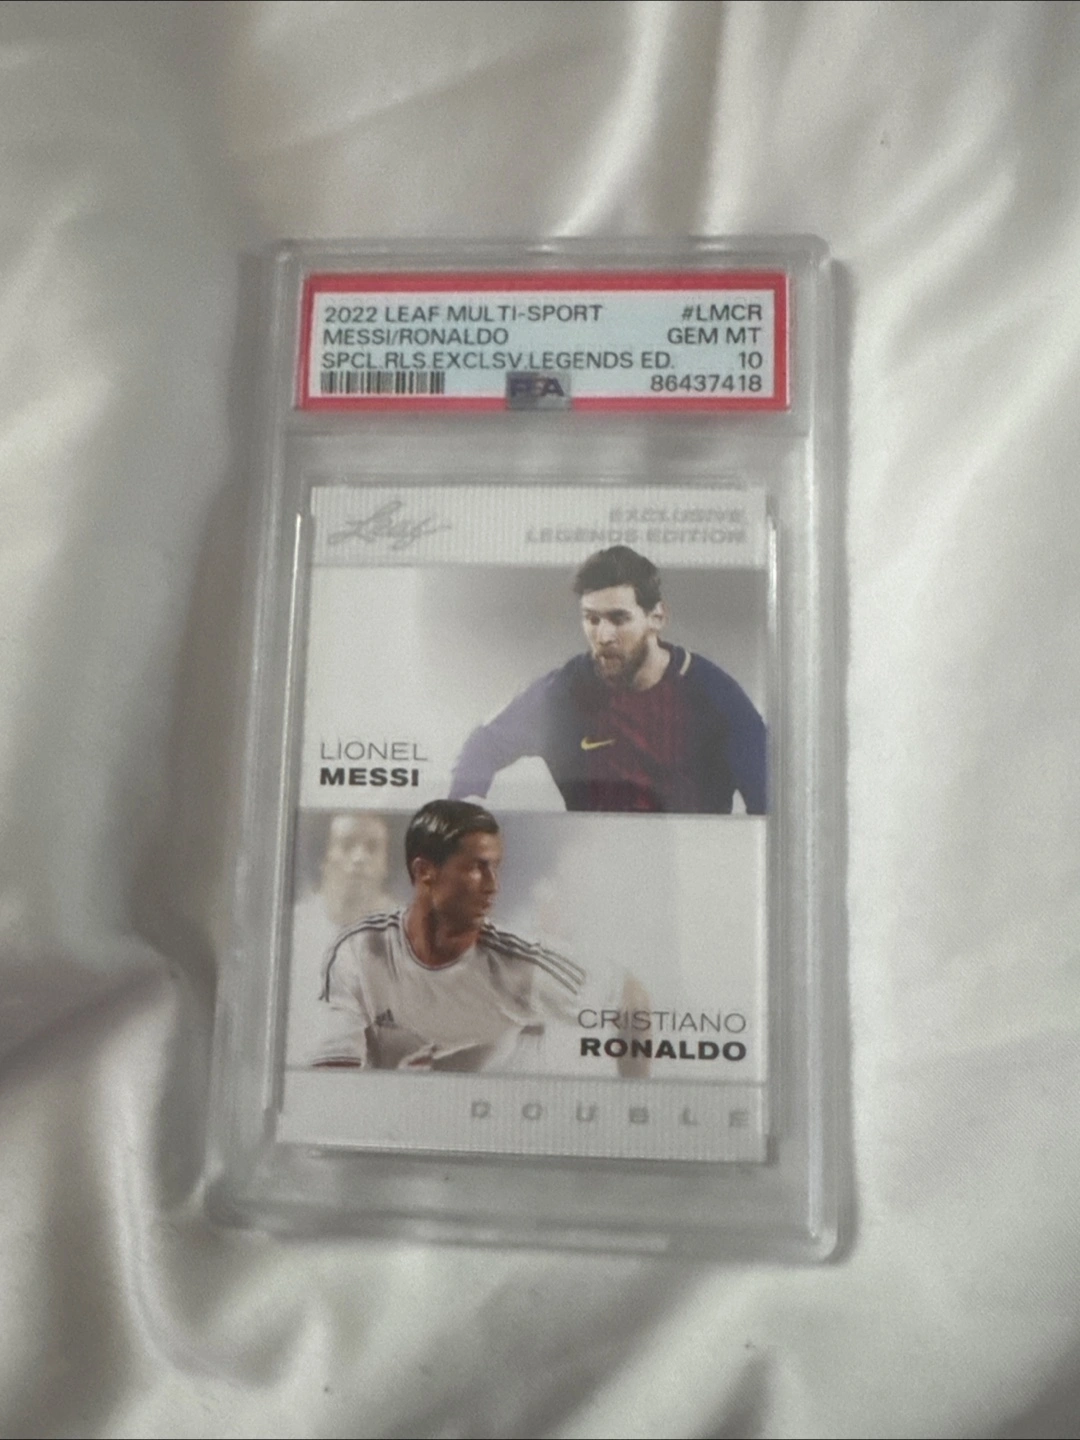 2022 LEAF MULTI-SPORT #LMCR
MESSI/RONALDO GEM MT
SPCL.RLS.EXCLSV.LEGENDS ED. 10
PSA 86437418
Leaf
EXCLUSIVE
LEGENDS EDITION
LIONEL
MESSI
CRISTIANO
RONALDO
DOUBLE